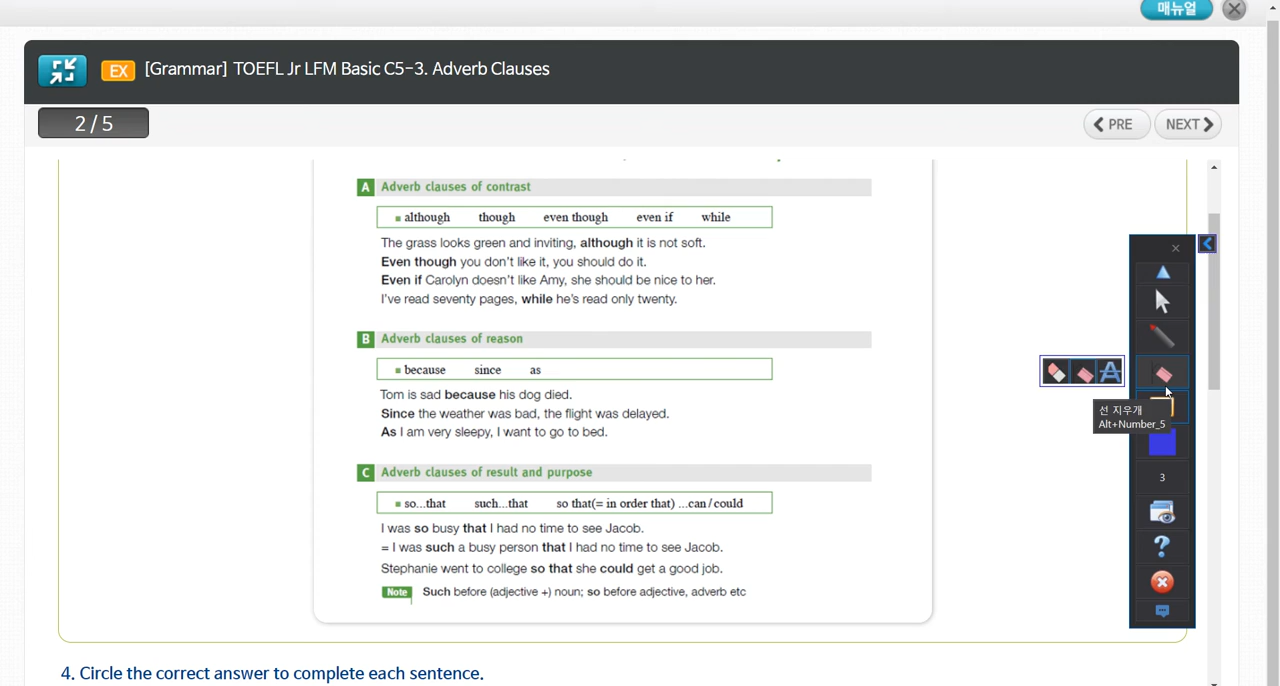 매뉴얼
EX [Grammar] TOEFL Jr LFM Basic C5-3. Adverb Clauses
2 / 5
PRE NEXT
A Adverb clauses of contrast
although though even though even if while
The grass looks green and inviting, although it is not soft.
Even though you don't like it, you should do it.
Even if Carolyn doesn't like Amy, she should be nice to her.
I've read seventy pages, while he's read only twenty.
B Adverb clauses of reason
because since as
Tom is sad because his dog died.
Since the weather was bad, the flight was delayed.
As I am very sleepy, I want to go to bed.
C Adverb clauses of result and purpose
so...that such...that so that(= in order that) ...can / could
I was so busy that I had no time to see Jacob.
= I was such a busy person that I had no time to see Jacob.
Stephanie went to college so that she could get a good job.
Note Such before (adjective +) noun; so before adjective, adverb etc
4. Circle the correct answer to complete each sentence.
A
선 지우개
Alt+Number_5
3
?